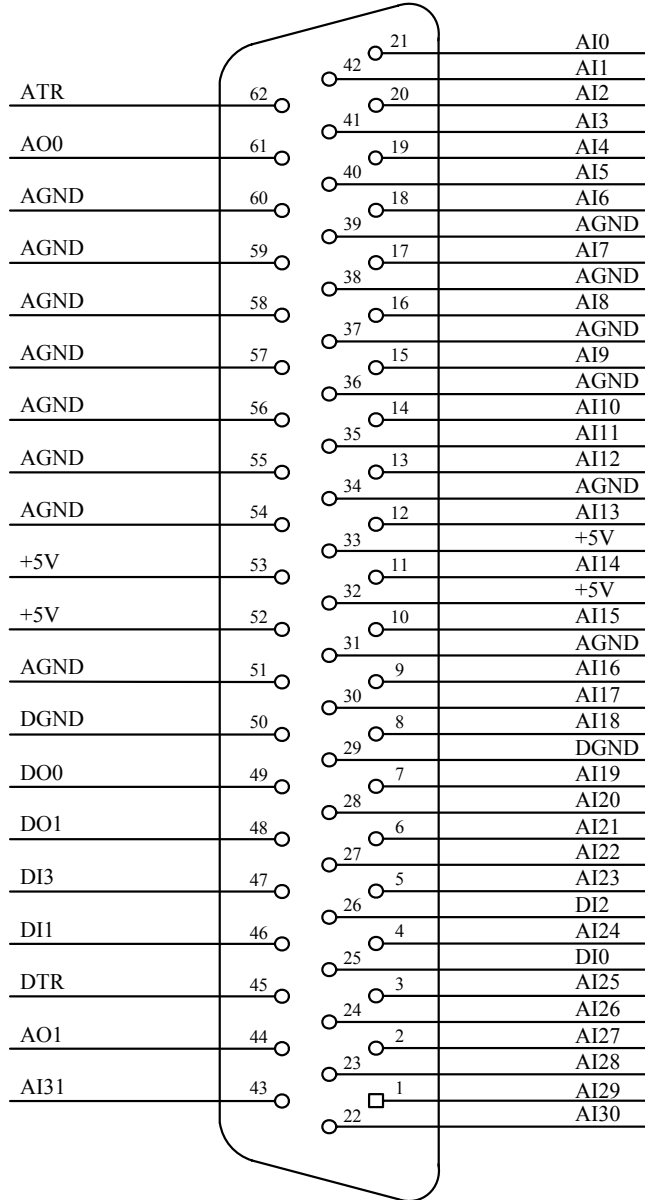 21 AI0
42 AI1
ATR 62 20 AI2
41 AI3
AO0 61 19 AI4
40 AI5
AGND 60 18 AI6
39 AGND
AGND 59 17 AI7
38 AGND
AGND 58 16 AI8
37 AGND
AGND 57 15 AI9
36 AGND
AGND 56 14 AI10
35 AI11
AGND 55 13 AI12
34 AGND
AGND 54 12 AI13
33 +5V
+5V 53 11 AI14
32 +5V
+5V 52 10 AI15
31 AGND
AGND 51 9 AI16
30 AI17
DGND 50 8 AI18
29 DGND
DO0 49 7 AI19
28 AI20
DO1 48 6 AI21
27 AI22
DI3 47 5 AI23
26 DI2
DI1 46 4 AI24
25 DI0
DTR 45 3 AI25
24 AI26
AO1 44 2 AI27
23 AI28
AI31 43 1 AI29
22 AI30